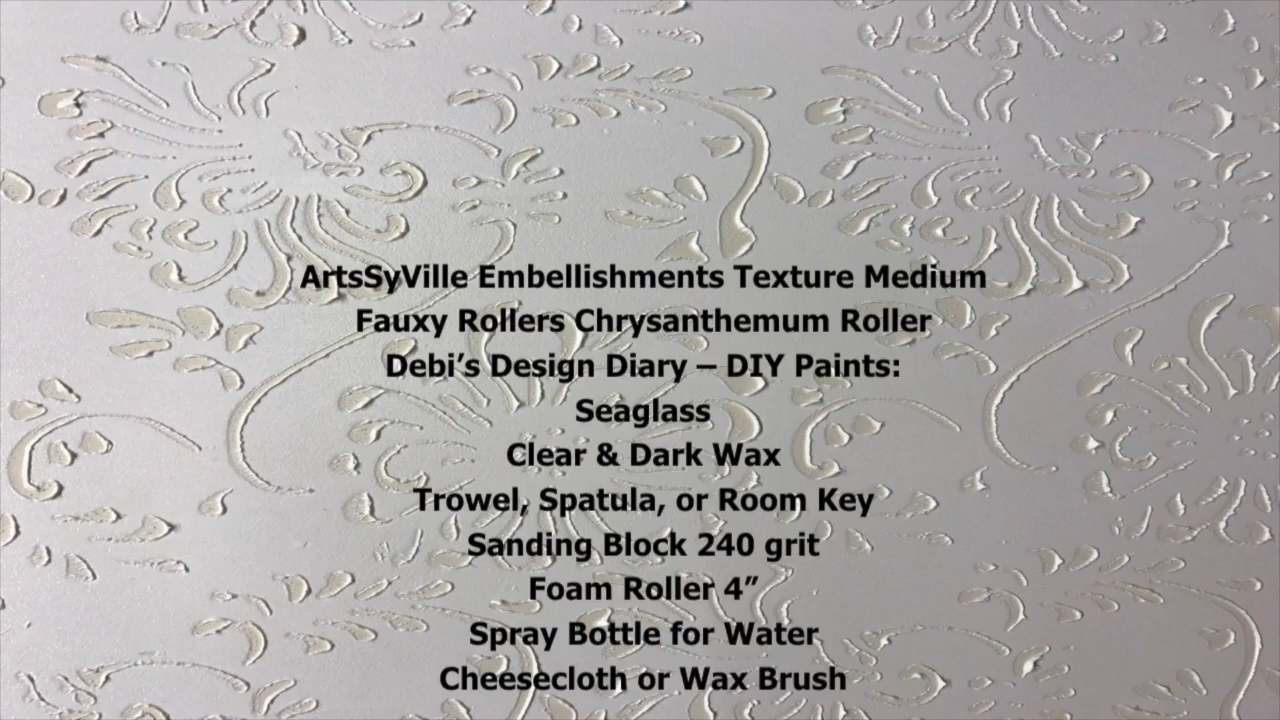 ArtsSyVille Embellishments Texture Medium
Fauxy Rollers Chrysanthemum Roller
Debi’s Design Diary – DIY Paints:
Seaglass
Clear & Dark Wax
Trowel, Spatula, or Room Key
Sanding Block 240 grit
Foam Roller 4”
Spray Bottle for Water
Cheesecloth or Wax Brush